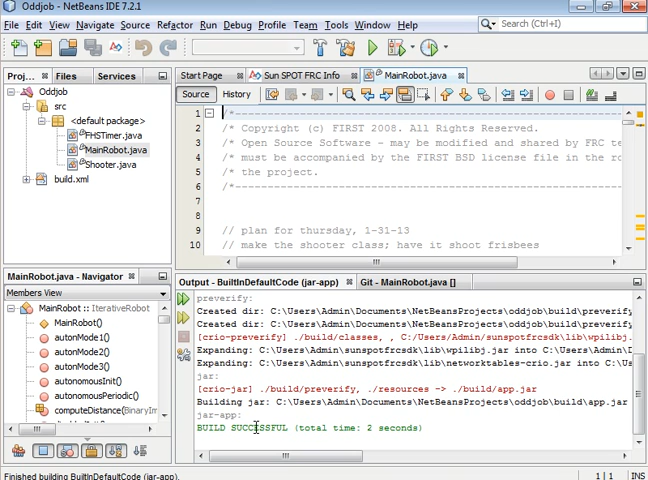 Oddjob - NetBeans IDE 7.2.1
File Edit View Navigate Source Refactor Run Debug Profile Team Tools Window Help
Search (Ctrl+I)
Proj... Files Services
Start Page Sun SPOT FRC Info MainRobot.java
Source History
Oddjob
src
<default package>
FHSTimer.java
MainRobot.java
Shooter.java
build.xml
1 /*----------------------------------------------------
2 /* Copyright (c) FIRST 2008. All Rights Reserved.
3 /* Open Source Software - may be modified and shared by FRC te
4 /* must be accompanied by the FIRST BSD license file in the ro
5 /* the project.
6 /*----------------------------------------------------
7
8
9 // plan for thursday, 1-31-13
10 // make the shooter class; have it shoot frisbees
MainRobot.java - Navigator
Members View
MainRobot :: IterativeRobot
MainRobot()
autonMode1()
autonMode2()
autonMode3()
autonomousInit()
autonomousPeriodic()
computeDistance(BinaryIm
Output - BuiltInDefaultCode (jar-app) Git - MainRobot.java []
preverify:
Created dir: C:\Users\Admin\Documents\NetBeansProjects\oddjob\build\preverify
Created dir: C:\Users\Admin\Documents\NetBeansProjects\oddjob\build\preverify
[crio-preverify] ./build/classes, , C:/Users/Admin/sunspotfrcsdk\lib\wpilibj.
Expanding: C:\Users\Admin\sunspotfrcsdk\lib\wpilibj.jar into C:\Users\Admin\D
Expanding: C:\Users\Admin\sunspotfrcsdk\lib\networktables-crio.jar into C:\Us
jar:
[crio-jar] ./build/preverify, ./resources -> ./build/app.jar
Building jar: C:\Users\Admin\Documents\NetBeansProjects\oddjob\build\app.jar
jar-app:
BUILD SUCCESSFUL (total time: 2 seconds)
Finished building BuiltInDefaultCode (jar-app).
1 | 1 INS